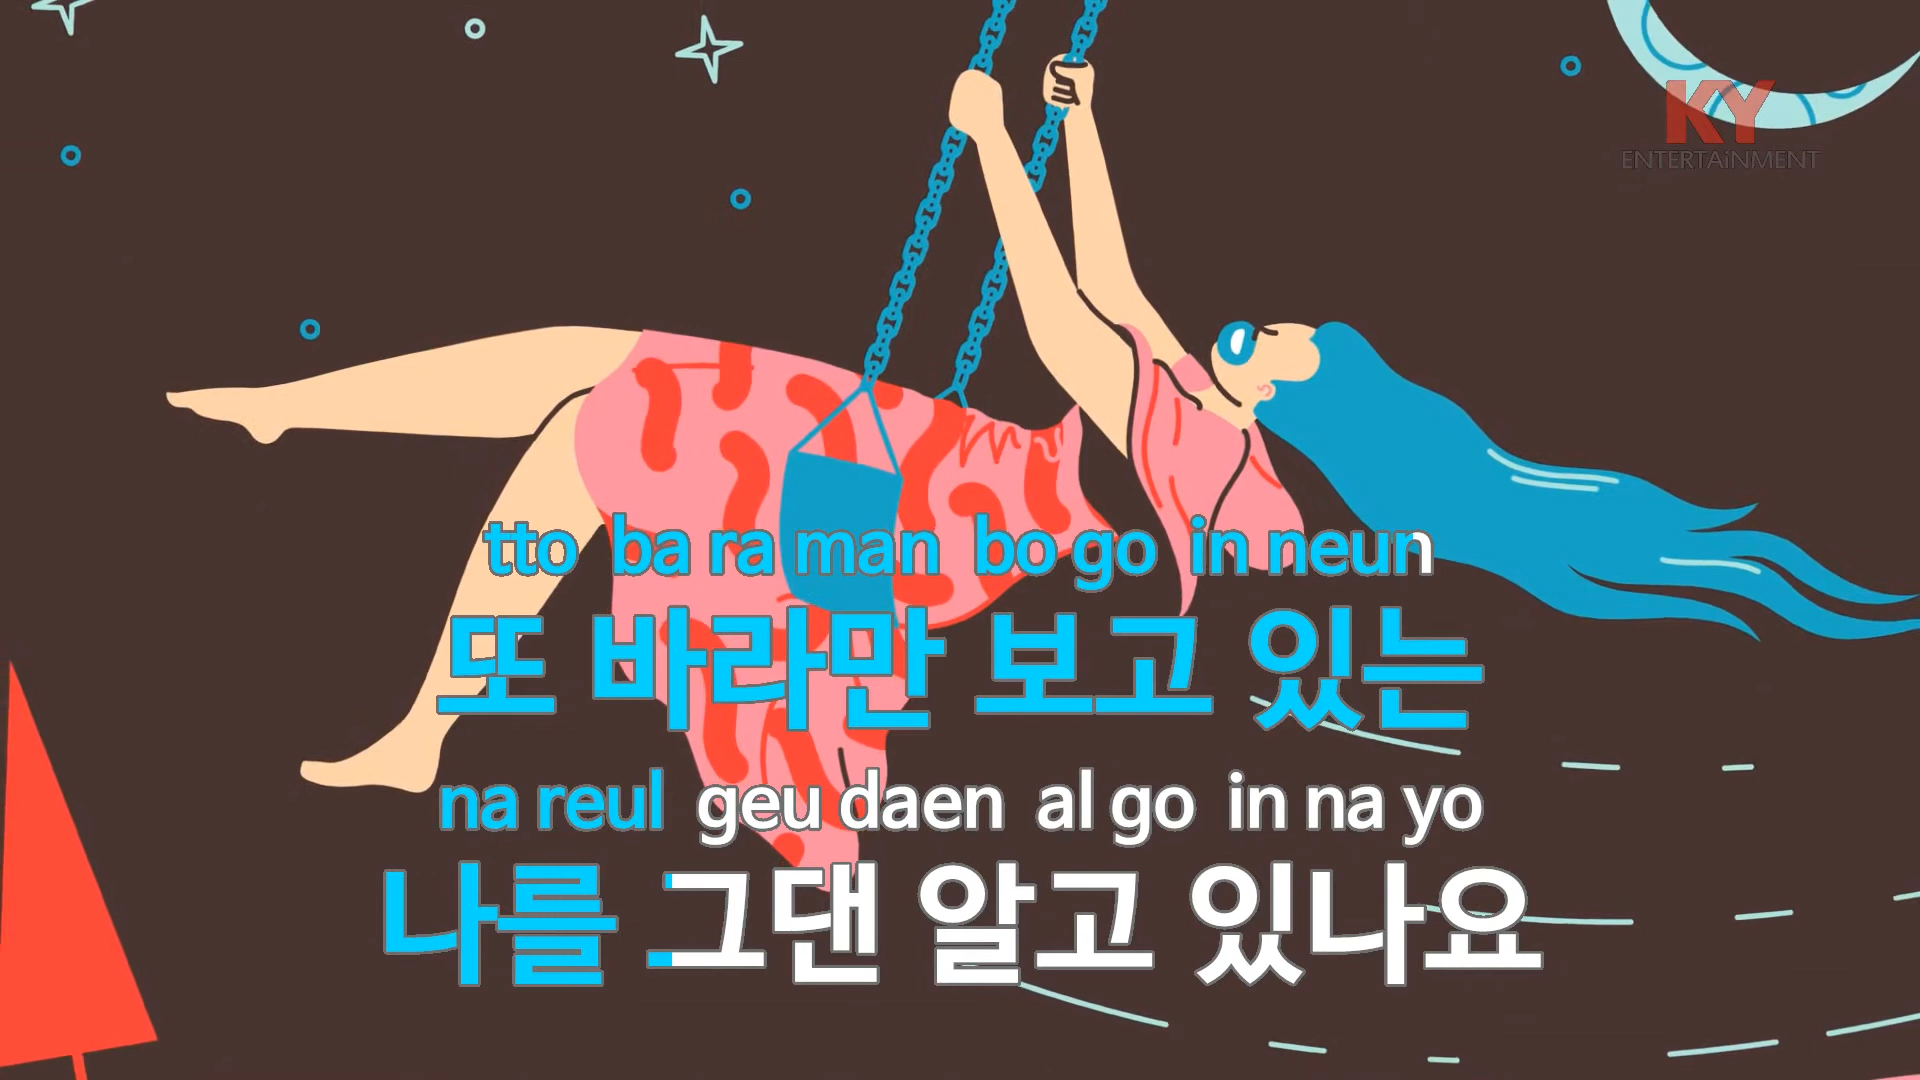 KY
ENTERTAiNMENT
tto ba ra man bo go in neun
또 바라만 보고 있는
na reul geu daen al go in na yo
나를 그댄 알고 있나요